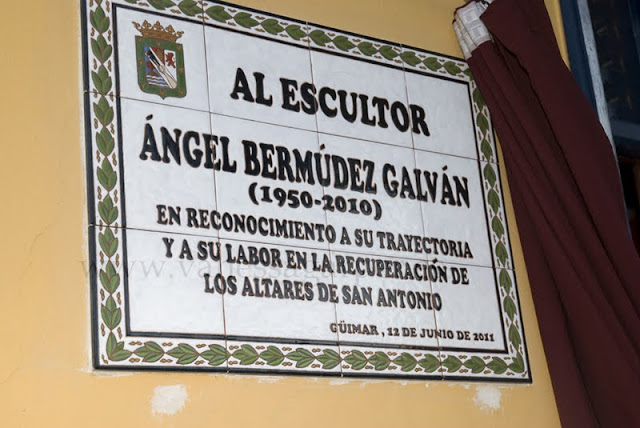 AL ESCULTOR
ÁNGEL BERMÚDEZ GALVÁN
(1950-2010)
EN RECONOCIMIENTO A SU TRAYECTORIA
Y A SU LABOR EN LA RECUPERACIÓN DE
LOS ALTARES DE SAN ANTONIO
GÜIMAR, 12 DE JUNIO DE 2011